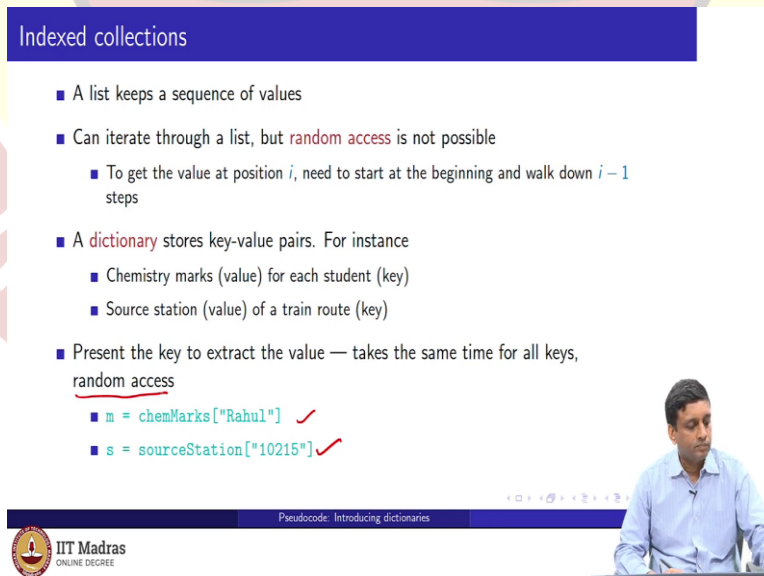 Indexed collections
A list keeps a sequence of values
Can iterate through a list, but random access is not possible
To get the value at position i, need to start at the beginning and walk down i − 1
steps
A dictionary stores key-value pairs. For instance
Chemistry marks (value) for each student (key)
Source station (value) of a train route (key)
Present the key to extract the value — takes the same time for all keys,
random access
m = chemMarks["Rahul"]
s = sourceStation["10215"]
Pseudocode: Introducing dictionaries
IIT Madras
ONLINE DEGREE